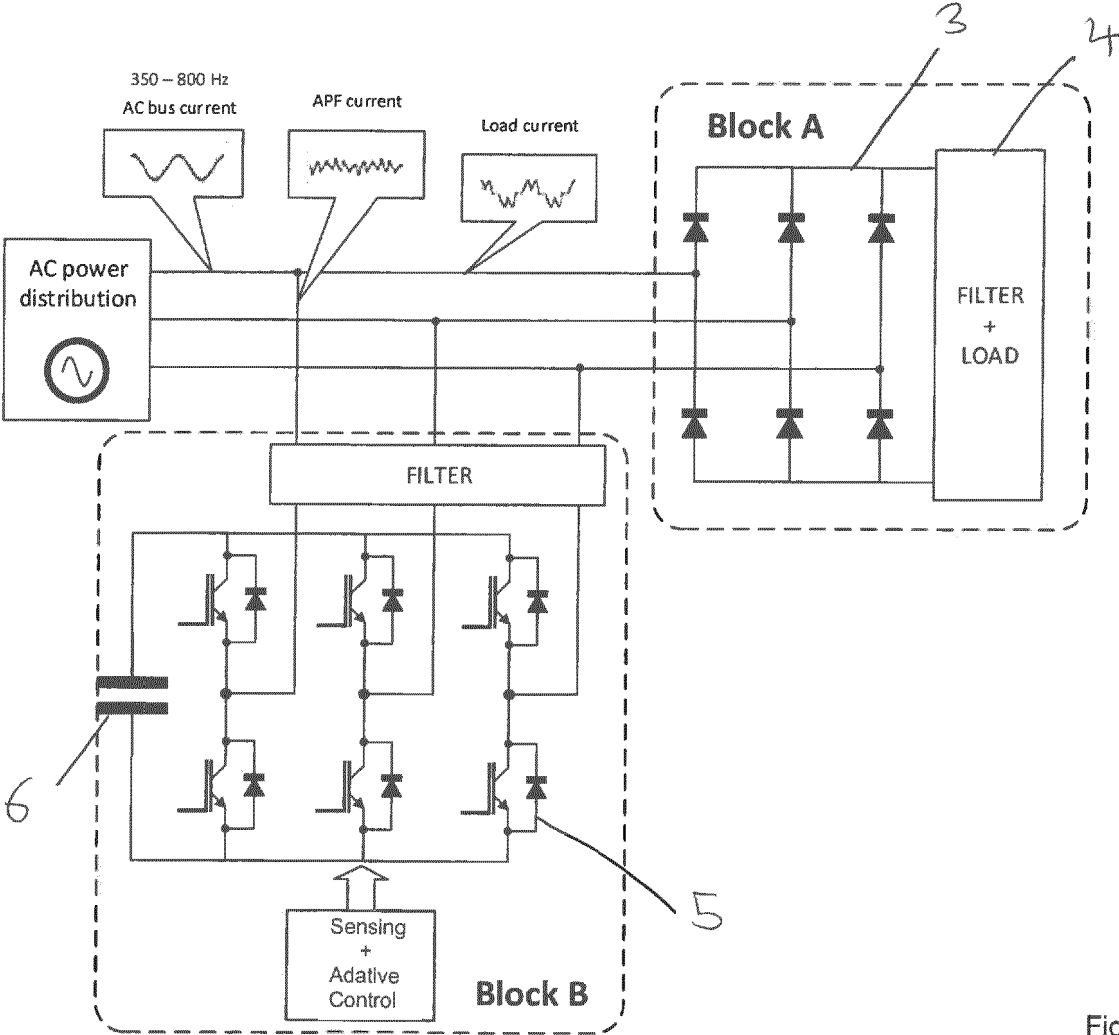 3
4
350 – 800 Hz
AC bus current
APF current
Load current
Block A
AC power
distribution
FILTER
+
LOAD
FILTER
6
5
Sensing
+
Adative
Control
Block B
Fig